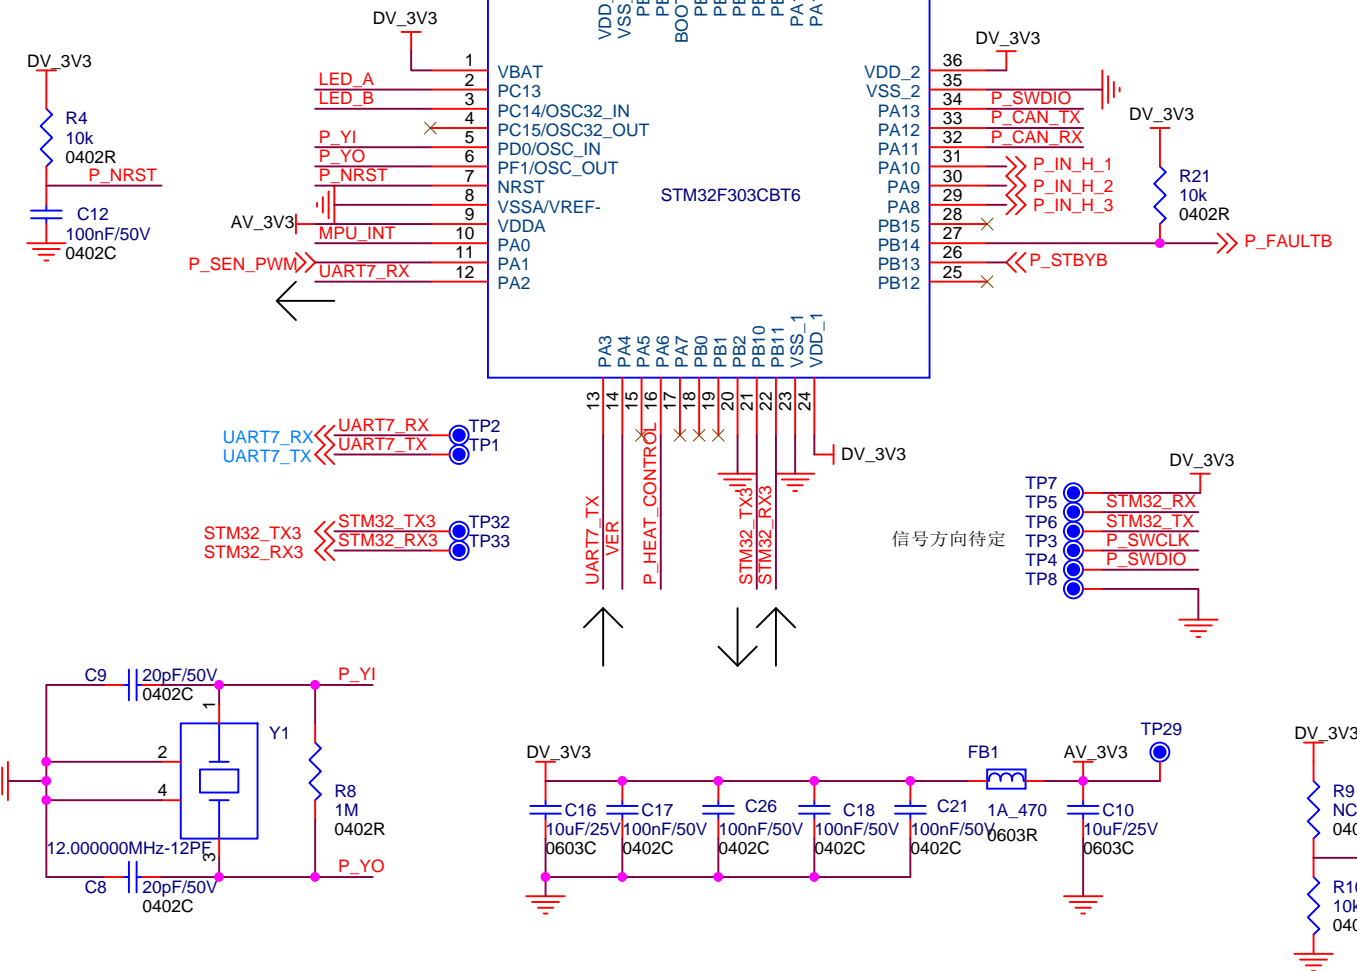 DV_3V3
R4
10k
0402R
P_NRST
C12
100nF/50V
0402C
DV_3V3
LED_A
LED_B
P_YI
P_YO
P_NRST
AV_3V3
MPU_INT
P_SEN_PWM
UART7_RX
1 VBAT
2 PC13
3 PC14/OSC32_IN
4 PC15/OSC32_OUT
5 PD0/OSC_IN
6 PF1/OSC_OUT
7 NRST
8 VSSA/VREF-
9 VDDA
10 PA0
11 PA1
12 PA2
STM32F303CBT6
VDD_2 36
VSS_2 35
PA13 34 P_SWDIO
PA12 33 P_CAN_TX
PA11 32 P_CAN_RX
PA10 31 P_IN_H_1
PA9 30 P_IN_H_2
PA8 29 P_IN_H_3
PB15 28
PB14 27 P_FAULTB
PB13 26 P_STBYB
PB12 25
DV_3V3
DV_3V3
R21
10k
0402R
PA3 13 UART7_TX
PA4 14 VER
PA5 15
PA6 16 P_HEAT_CONTROL
PA7 17
PB0 18
PB1 19
PB2 20
PB10 21 STM32_TX3
PB11 22 STM32_RX3
VSS_1 23
VDD_1 24
DV_3V3
UART7_RX UART7_RX TP2
UART7_TX UART7_TX TP1
STM32_TX3 STM32_TX3 TP32
STM32_RX3 STM32_RX3 TP33
信号方向待定
DV_3V3
TP7
TP5 STM32_RX
TP6 STM32_TX
TP3 P_SWCLK
TP4 P_SWDIO
TP8
C9 20pF/50V
0402C
P_YI
1
2
4
3
Y1
R8
1M
0402R
12.000000MHz-12PF
C8 20pF/50V
0402C
P_YO
DV_3V3
C16
10uF/25V
0603C
C17
100nF/50V
0402C
C26
100nF/50V
0402C
C18
100nF/50V
0402C
C21
100nF/50V
0402C
FB1
1A_470
0603R
AV_3V3
TP29
C10
10uF/25V
0603C
DV_3V3
R9
NC
10k